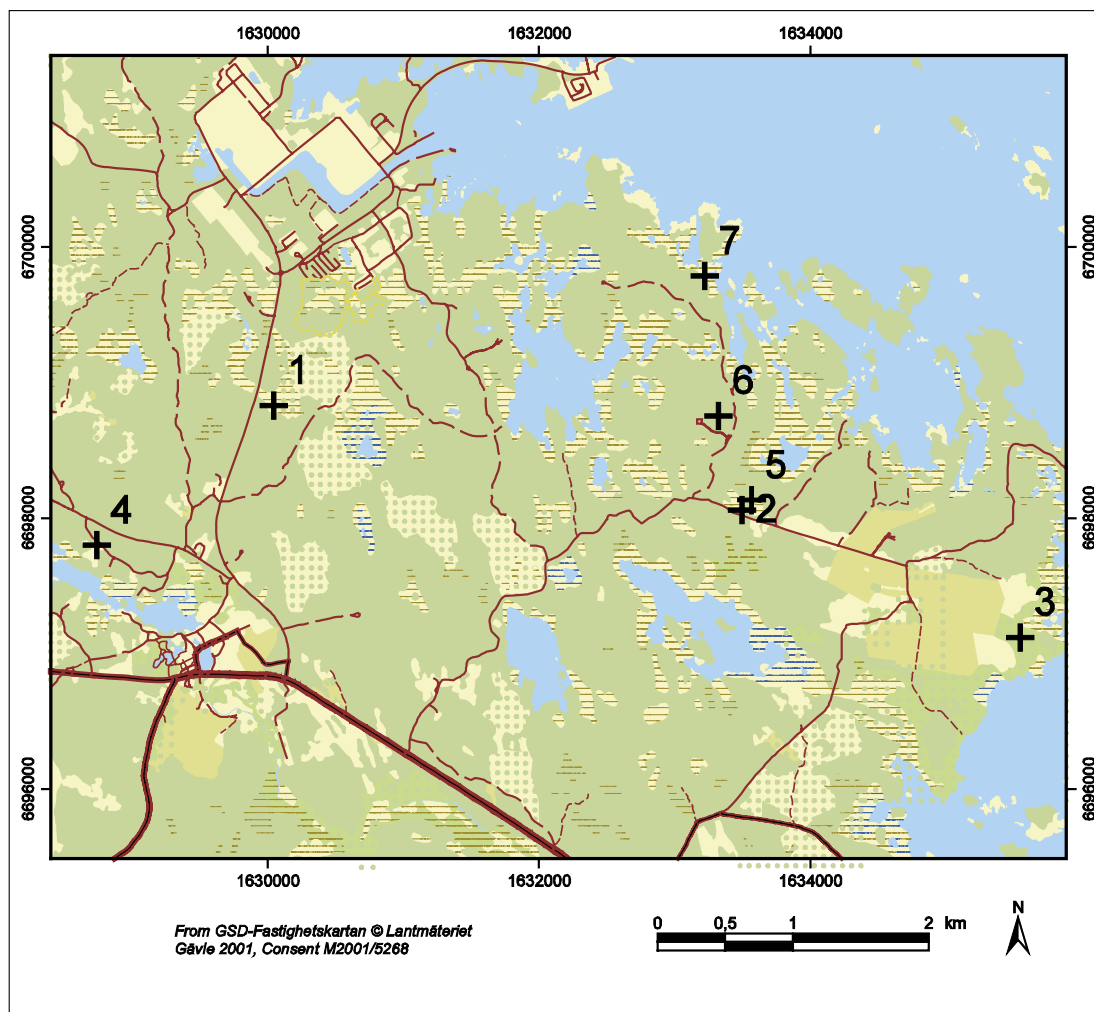 1630000 1632000 1634000
6700000 6700000
7
1
6
5
2
4
6698000 6698000
3
6696000 6696000
1630000 1632000 1634000
From GSD-Fastighetskartan © Lantmäteriet
Gävle 2001, Consent M2001/5268
0 0,5 1 2 km
N